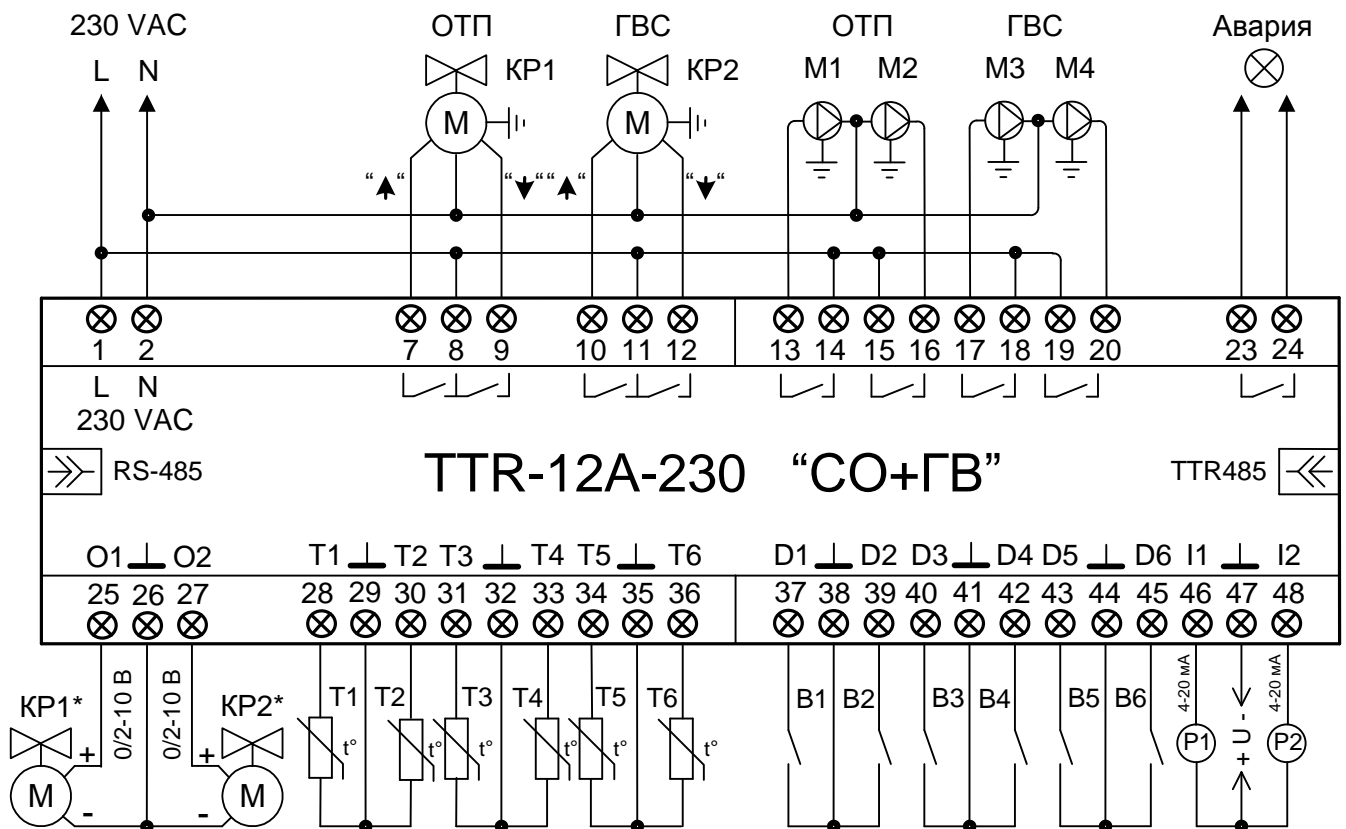 230 VAC ОТП ГВС ОТП ГВС Авария
L N КР1 КР2 М1 М2 М3 М4
М М
“ “ “ “ “ “ “ “
1 2 7 8 9 10 11 12 13 14 15 16 17 18 19 20 23 24
L N
230 VAC
RS-485 TTR-12A-230 “СО+ГВ” TTR485
O1 O2 T1 T2 T3 T4 T5 T6 D1 D2 D3 D4 D5 D6 I1 I2
25 26 27 28 29 30 31 32 33 34 35 36 37 38 39 40 41 42 43 44 45 46 47 48
КР1* 0/2-10 В 0/2-10 В КР2* T1 T2 T3 T4 T5 T6 B1 B2 B3 B4 B5 B6 4-20 мА 4-20 мА
+ + t° t° t° t° t° t° P1 + U - P2
М - - М